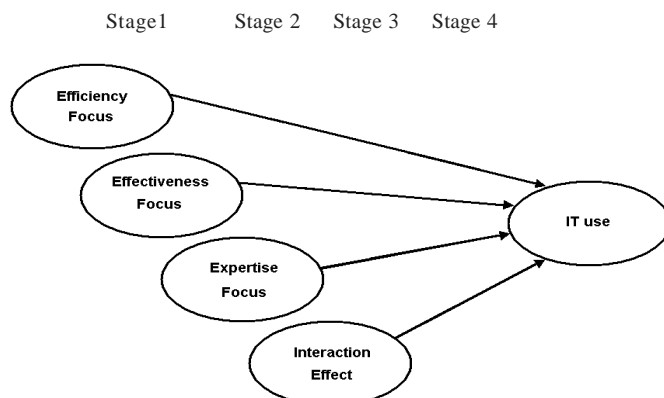 Stage1 Stage 2 Stage 3 Stage 4
Efficiency
Focus
Effectiveness
Focus
IT use
Expertise
Focus
Interaction
Effect